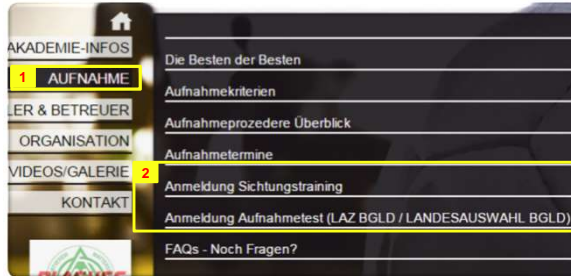 AKADEMIE-INFOS
1 AUFNAHME
LER & BETREUER
ORGANISATION
VIDEOS/GALERIE
KONTAKT
Die Besten der Besten
Aufnahmekriterien
Aufnahmeprozedere Überblick
Aufnahmetermine
2
Anmeldung Sichtungstraining
Anmeldung Aufnahmetest (LAZ BGLD / LANDESAUSWAHL BGLD)
FAQs - Noch Fragen?